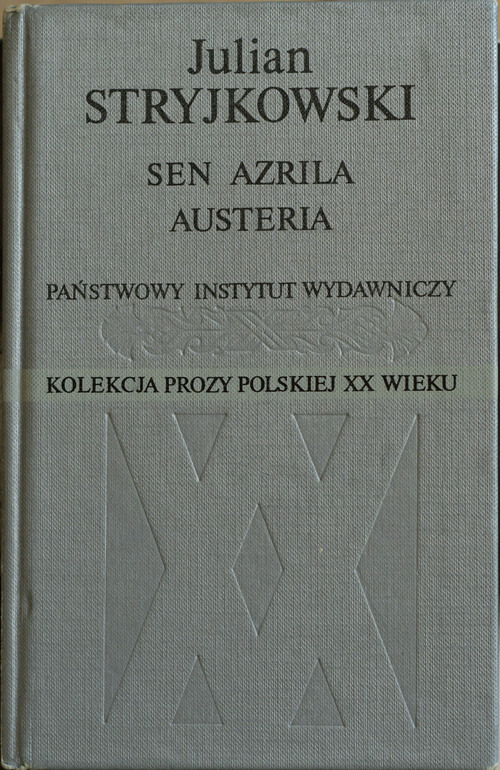 Julian
STRYJKOWSKI
SEN AZRILA
AUSTERIA
PAŃSTWOWY INSTYTUT WYDAWNICZY
KOLEKCJA PROZY POLSKIEJ XX WIEKU
XX